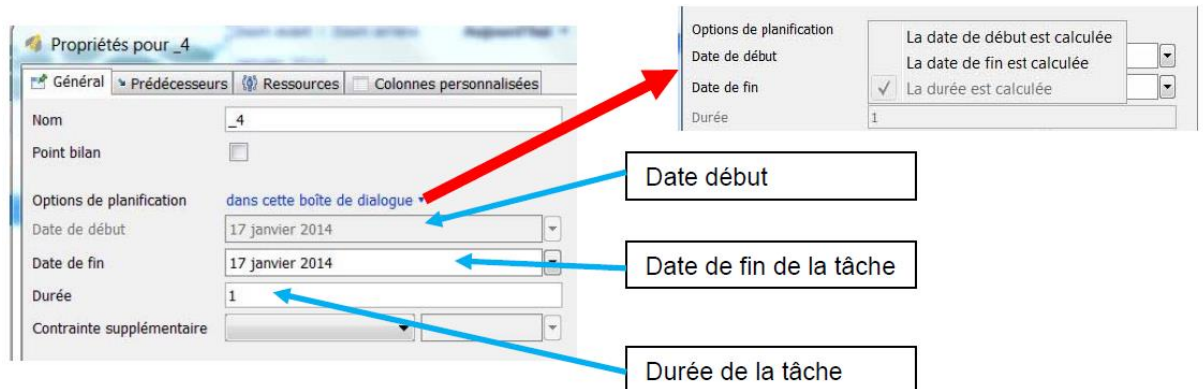 Propriétés pour _4
Général
Prédécesseurs
Ressources
Colonnes personnalisées
Nom
_4
Point bilan
Options de planification
dans cette boîte de dialogue
Date de début
17 janvier 2014
Date de fin
17 janvier 2014
Durée
1
Contrainte supplémentaire
Options de planification
La date de début est calculée
Date de début
La date de fin est calculée
Date de fin
La durée est calculée
Durée
1
Date début
Date de fin de la tâche
Durée de la tâche